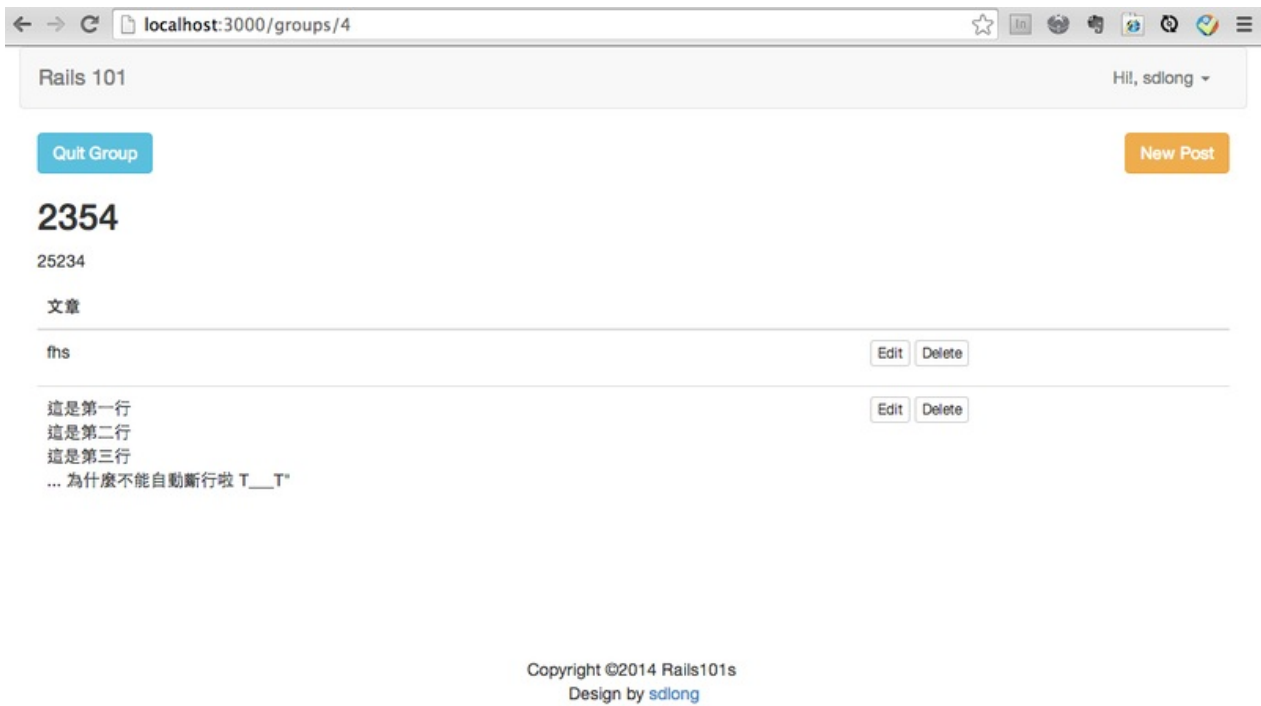 localhost:3000/groups/4
Rails 101
Hi!, sdlong
Quit Group
New Post
2354
25234
文章
fhs
Edit
Delete
這是第一行
這是第二行
這是第三行
... 為什麼不能自動斷行啦 T___T"
Edit
Delete
Copyright ©2014 Rails101s
Design by sdlong